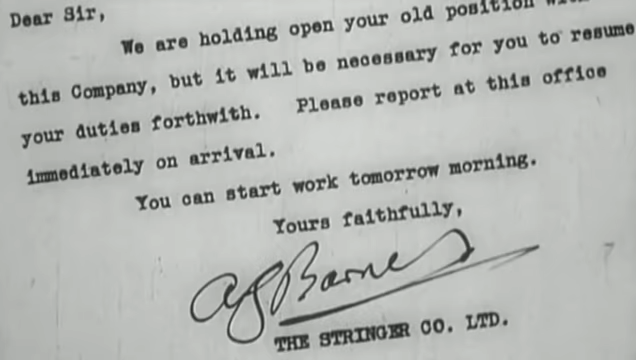 Dear Sir,
We are holding open your old position with
this Company, but it will be necessary for you to resume
your duties forthwith. Please report at this office
immediately on arrival.
You can start work tomorrow morning.
Yours faithfully,
AGBarnes
THE STRINGER CO. LTD.